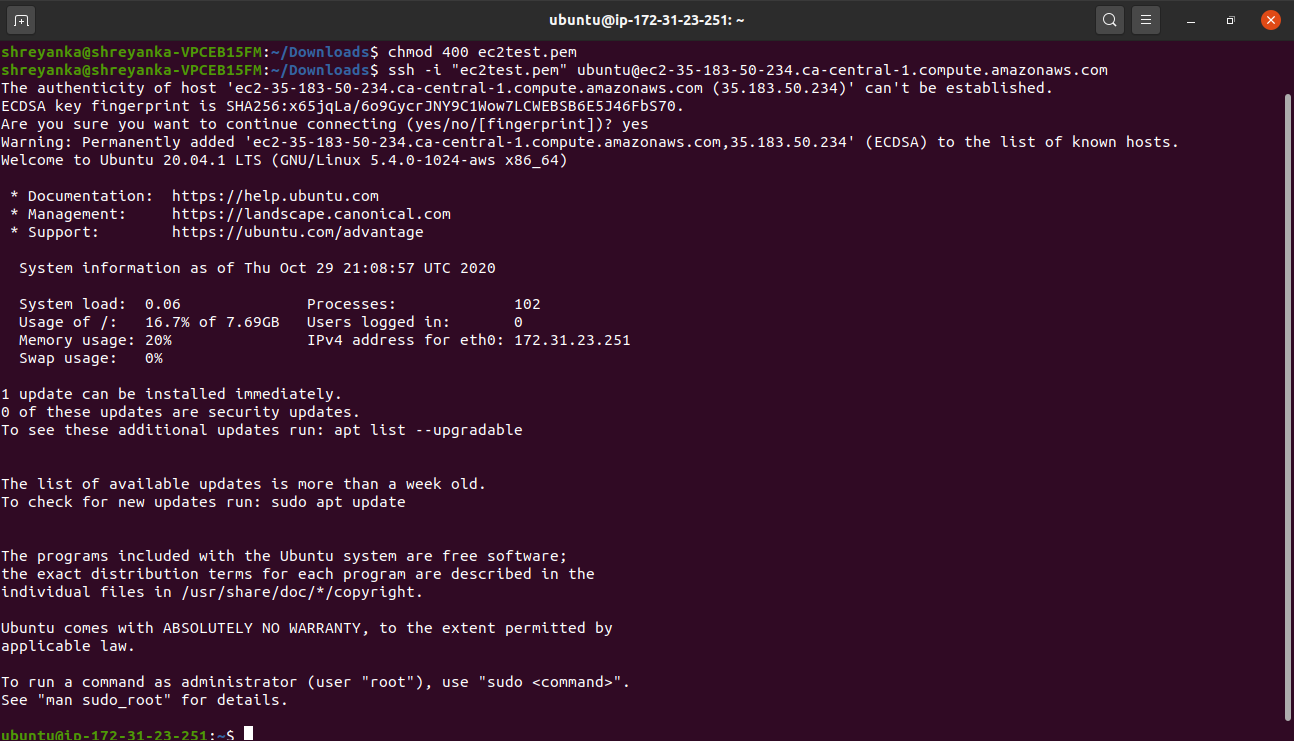 ubuntu@ip-172-31-23-251: ~
shreyanka@shreyanka-VPCEB15FM:~/Downloads$ chmod 400 ec2test.pem
shreyanka@shreyanka-VPCEB15FM:~/Downloads$ ssh -i "ec2test.pem" ubuntu@ec2-35-183-50-234.ca-central-1.compute.amazonaws.com
The authenticity of host 'ec2-35-183-50-234.ca-central-1.compute.amazonaws.com (35.183.50.234)' can't be established.
ECDSA key fingerprint is SHA256:x65jqLa/6o9GycrJNY9C1Wow7LCWEBSB6E5J46FbS70.
Are you sure you want to continue connecting (yes/no/[fingerprint])? yes
Warning: Permanently added 'ec2-35-183-50-234.ca-central-1.compute.amazonaws.com,35.183.50.234' (ECDSA) to the list of known hosts.
Welcome to Ubuntu 20.04.1 LTS (GNU/Linux 5.4.0-1024-aws x86_64)
 * Documentation:  https://help.ubuntu.com
 * Management:     https://landscape.canonical.com
 * Support:        https://ubuntu.com/advantage
  System information as of Thu Oct 29 21:08:57 UTC 2020
  System load:  0.06              Processes:             102
  Usage of /:   16.7% of 7.69GB   Users logged in:       0
  Memory usage: 20%               IPv4 address for eth0: 172.31.23.251
  Swap usage:   0%
1 update can be installed immediately.
0 of these updates are security updates.
To see these additional updates run: apt list --upgradable
The list of available updates is more than a week old.
To check for new updates run: sudo apt update
The programs included with the Ubuntu system are free software;
the exact distribution terms for each program are described in the
individual files in /usr/share/doc/*/copyright.
Ubuntu comes with ABSOLUTELY NO WARRANTY, to the extent permitted by
applicable law.
To run a command as administrator (user "root"), use "sudo <command>".
See "man sudo_root" for details.
ubuntu@ip-172-31-23-251:~$